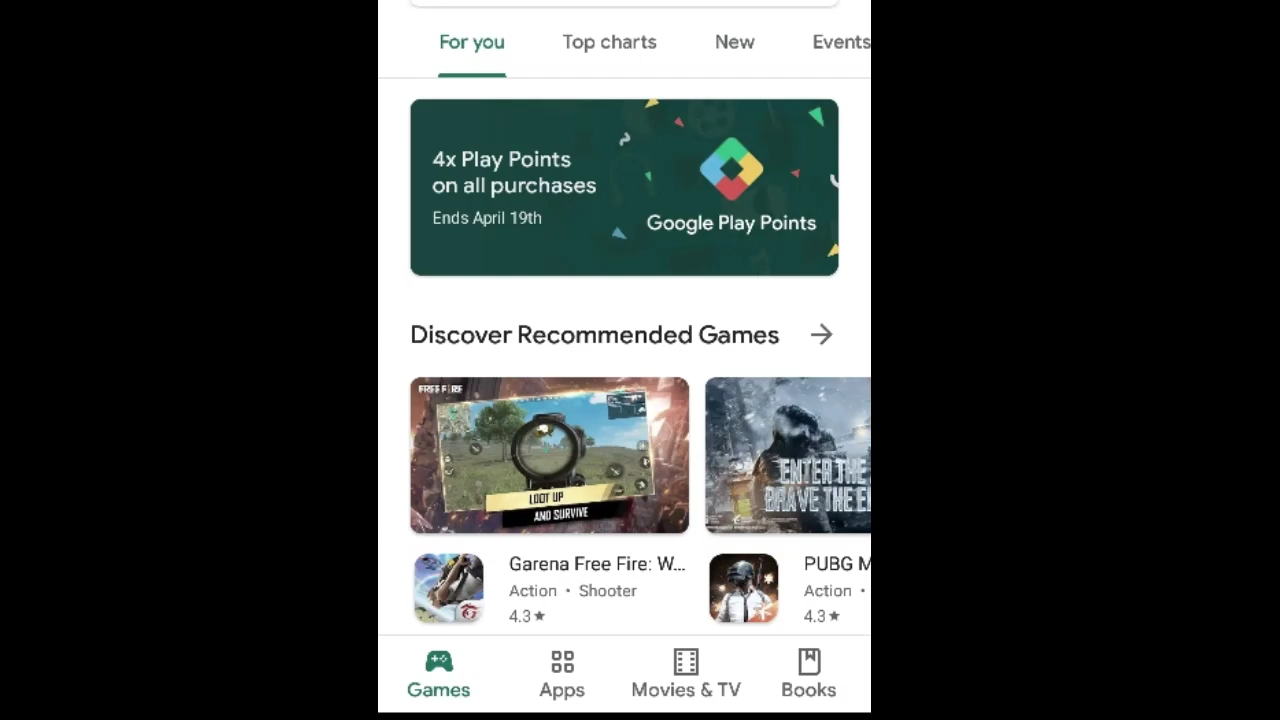 For you Top charts New Events
4x Play Points
on all purchases
Ends April 19th
Google Play Points
Discover Recommended Games
FREE FIRE
LOOT UP
AND SURVIVE
ENTER THE
BRAVE THE
Garena Free Fire: W... PUBG M
Action • Shooter Action •
4.3★ 4.3★
Games Apps Movies & TV Books